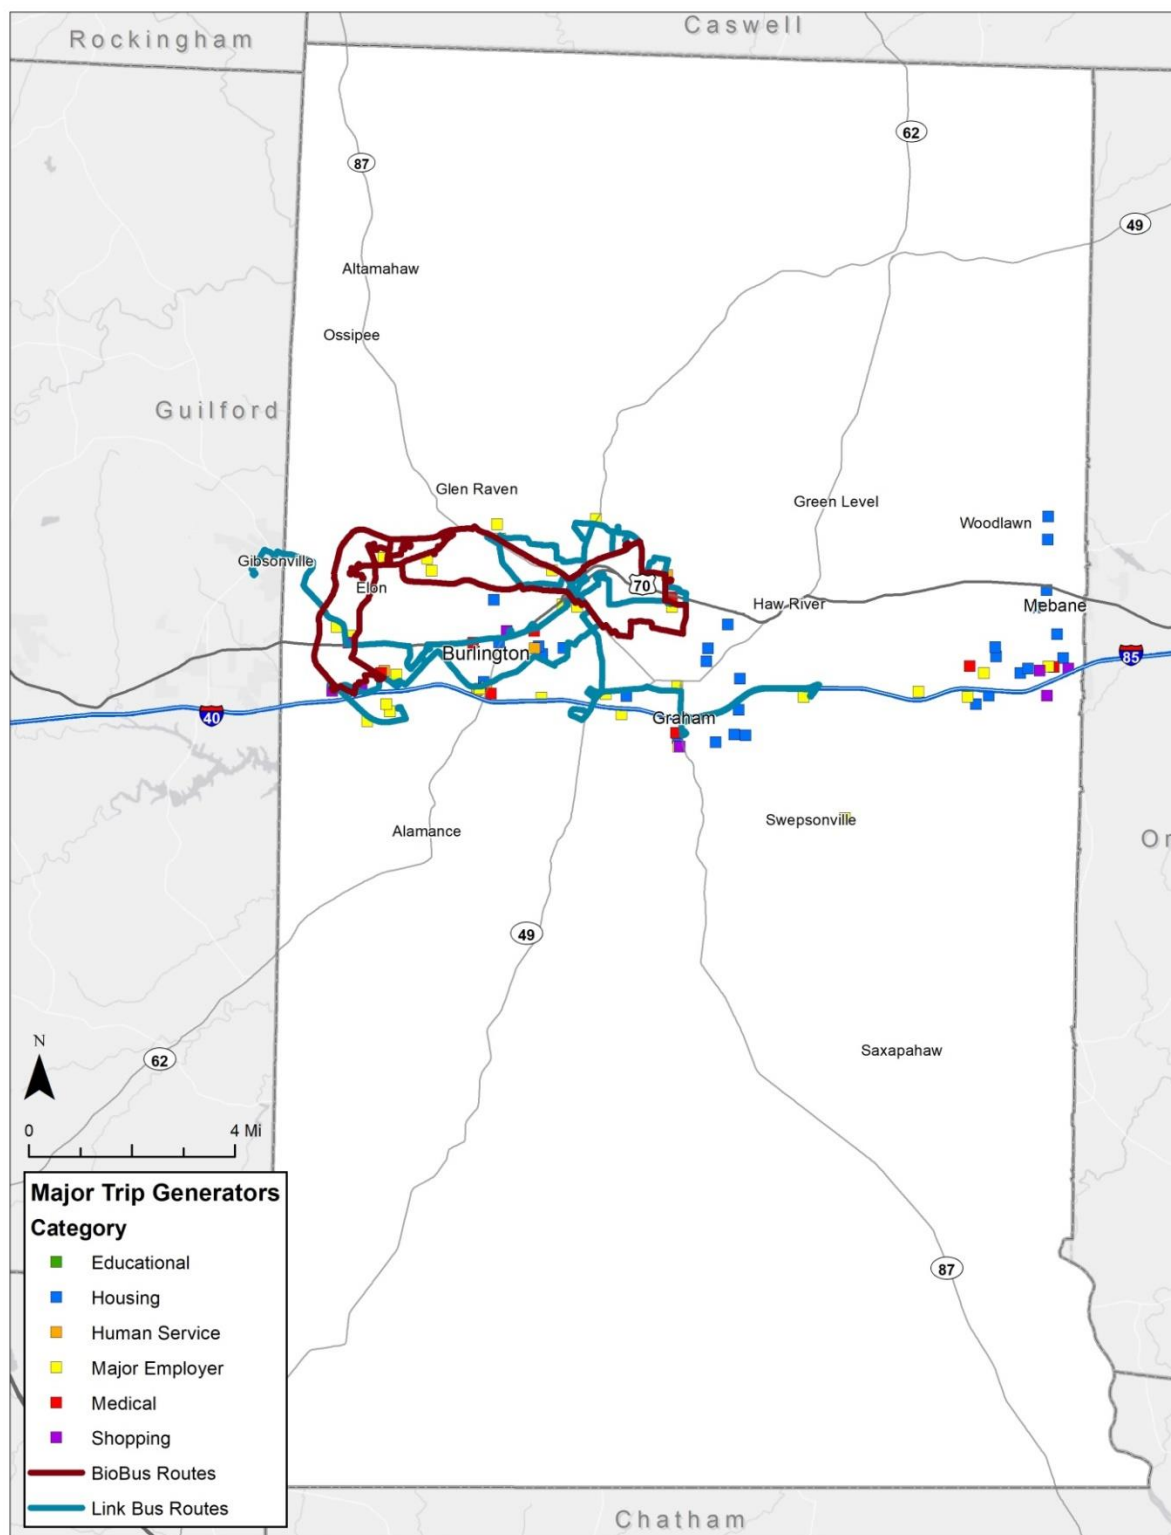 Caswell
Rockingham
62
87
49
Altamahaw
Ossipee
Guilford
Glen Raven
Green Level
Woodlawn
Gibsonville
Elon
70
Haw River
Mebane
Burlington
85
40
Graham
Swepsonville
Alamance
Or
49
Saxapahaw
N
62
0 4 Mi
Major Trip Generators
Category
Educational
Housing
Human Service
87
Major Employer
Medical
Shopping
BioBus Routes
Link Bus Routes
Chatham